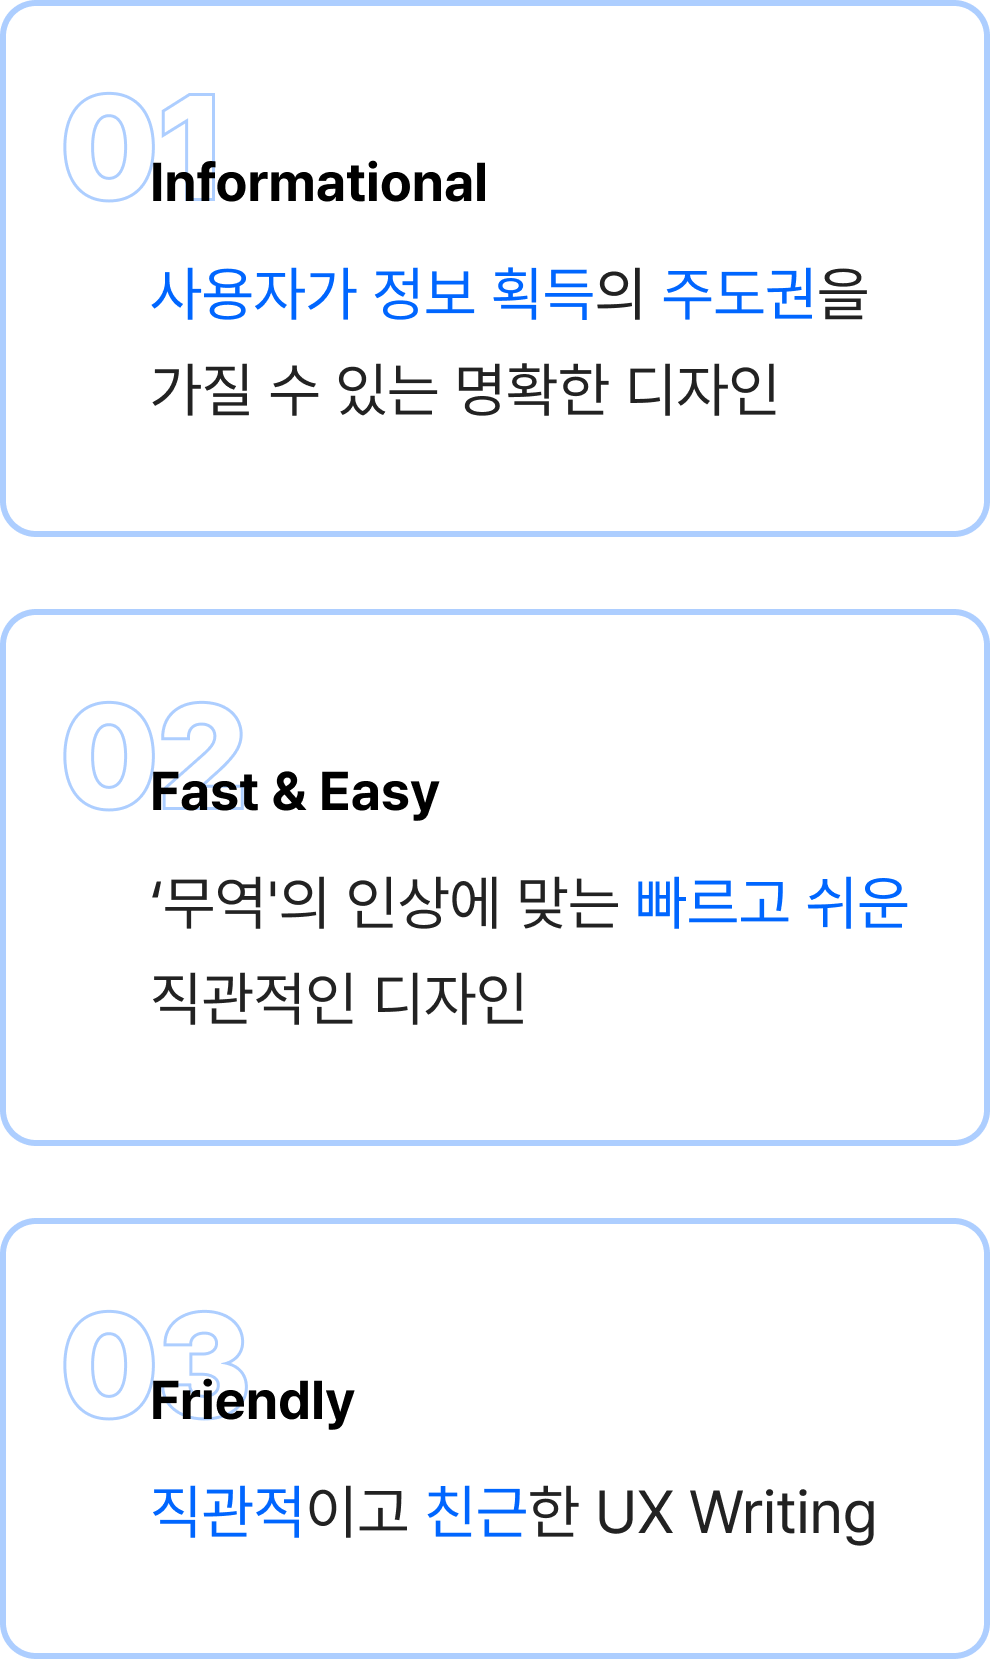 01
Informational
사용자가 정보 획득의 주도권을
가질 수 있는 명확한 디자인
02
Fast & Easy
‘무역'의 인상에 맞는 빠르고 쉬운
직관적인 디자인
03
Friendly
직관적이고 친근한 UX Writing